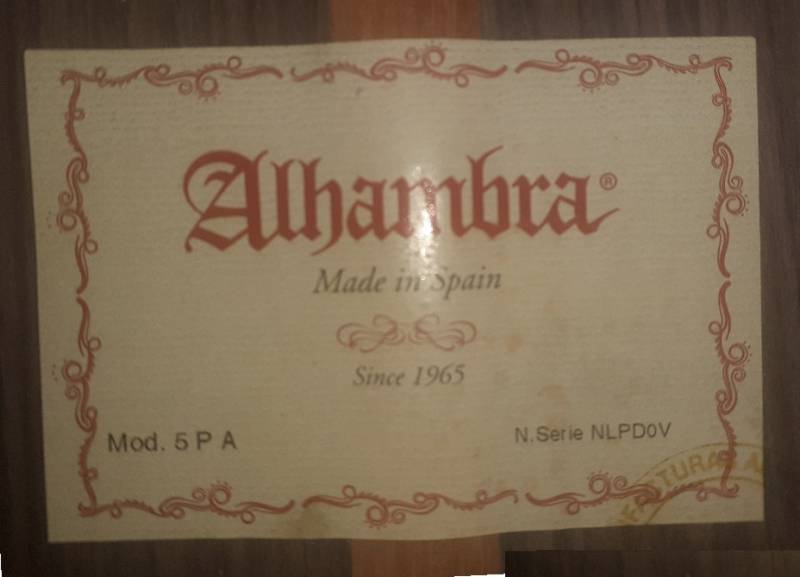 Alhambra®
Made in Spain
Since 1965
Mod. 5 P A
N.Serie NLPD0V